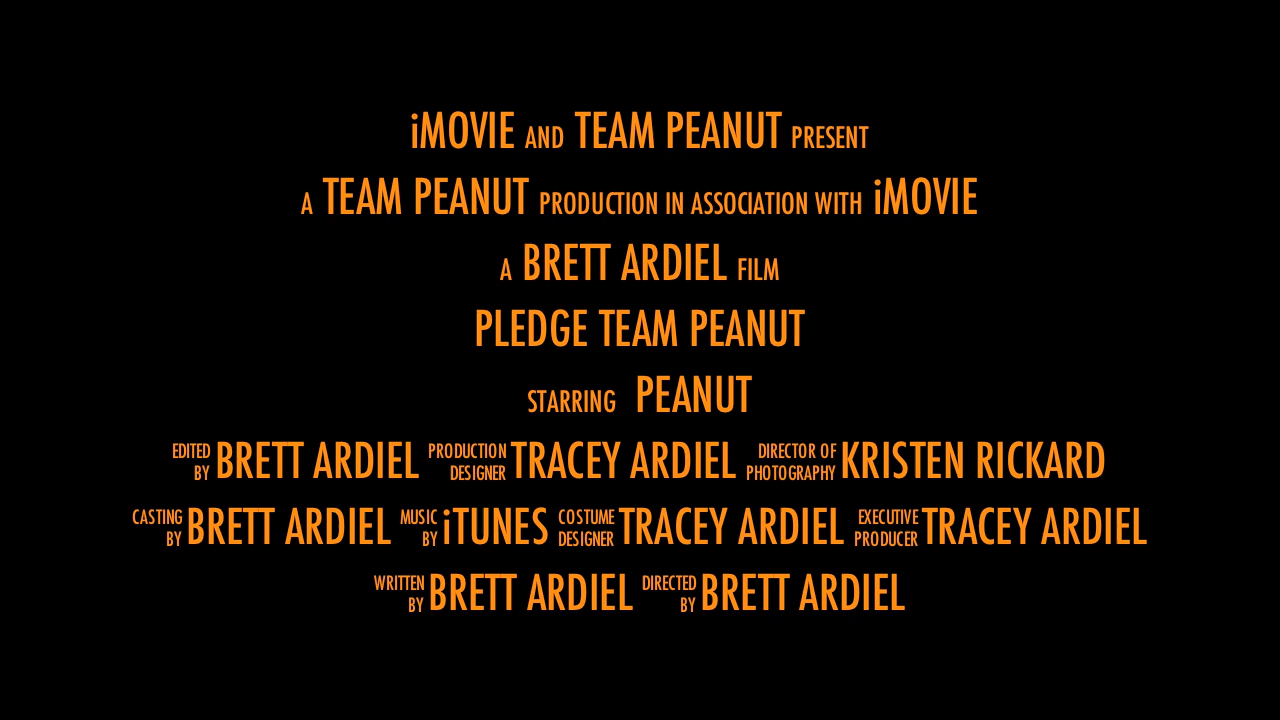 iMOVIE AND TEAM PEANUT PRESENT
A TEAM PEANUT PRODUCTION IN ASSOCIATION WITH iMOVIE
A BRETT ARDIEL FILM
PLEDGE TEAM PEANUT
STARRING PEANUT
EDITED BY BRETT ARDIEL PRODUCTION DESIGNER TRACEY ARDIEL DIRECTOR OF PHOTOGRAPHY KRISTEN RICKARD
CASTING BY BRETT ARDIEL MUSIC BY iTUNES COSTUME DESIGNER TRACEY ARDIEL EXECUTIVE PRODUCER TRACEY ARDIEL
WRITTEN BY BRETT ARDIEL DIRECTED BY BRETT ARDIEL